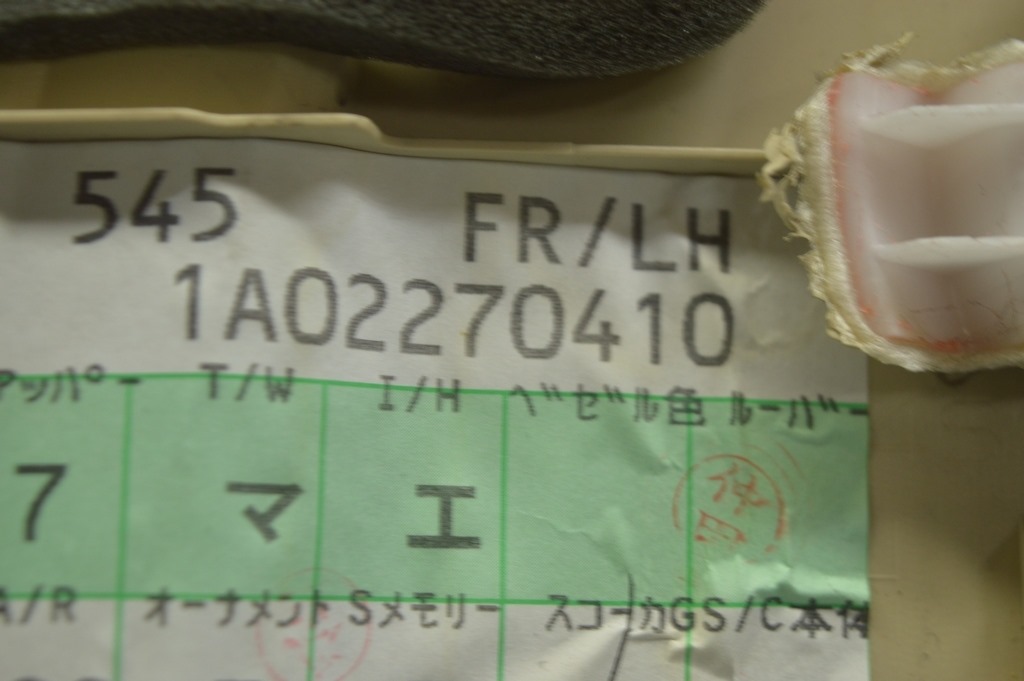 545 FR/LH
1A02270410
アッパー T/W I/H ベゼル色 ルーバー
7 マ エ
A/R オーナメント Sメモリー スコーカGS/C本体